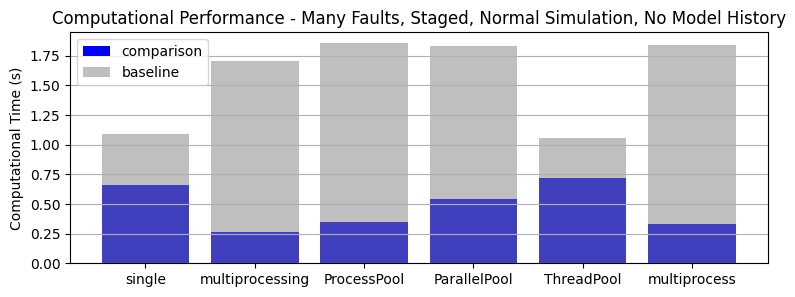 Computational Performance - Many Faults, Staged, Normal Simulation, No Model History
comparison
baseline
Computational Time (s)
1.75
1.50
1.25
1.00
0.75
0.50
0.25
0.00
single
multiprocessing
ProcessPool
ParallelPool
ThreadPool
multiprocess